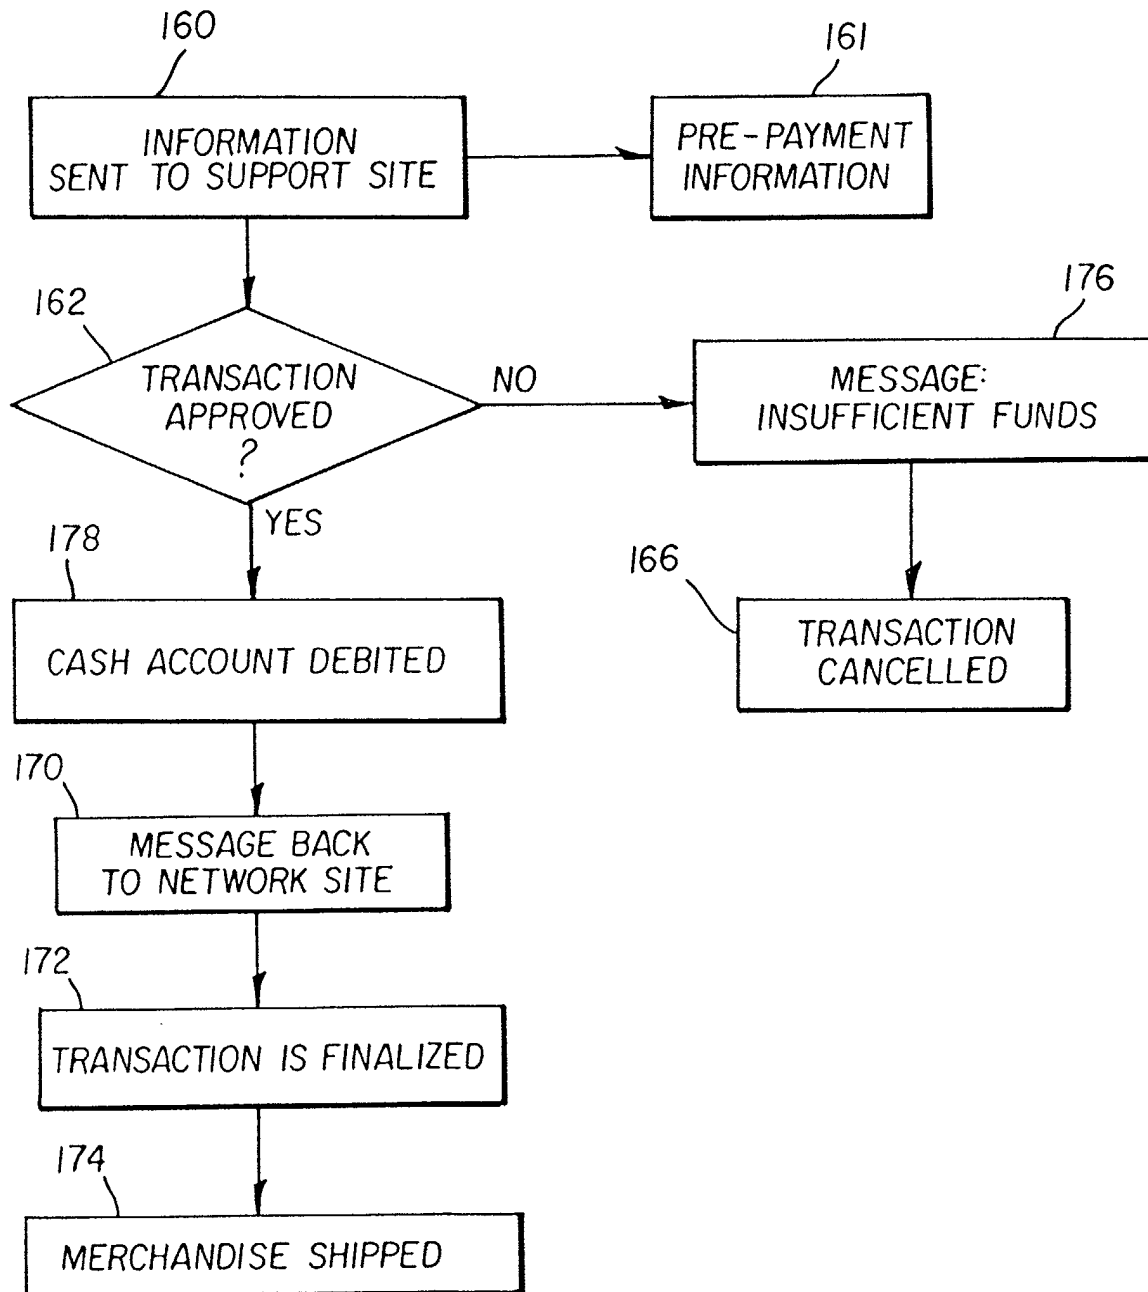 160
161
INFORMATION
SENT TO SUPPORT SITE
PRE-PAYMENT
INFORMATION
162
176
TRANSACTION
APPROVED
?
NO
MESSAGE:
INSUFFICIENT FUNDS
YES
178
166
CASH ACCOUNT DEBITED
TRANSACTION
CANCELLED
170
MESSAGE BACK
TO NETWORK SITE
172
TRANSACTION IS FINALIZED
174
MERCHANDISE SHIPPED